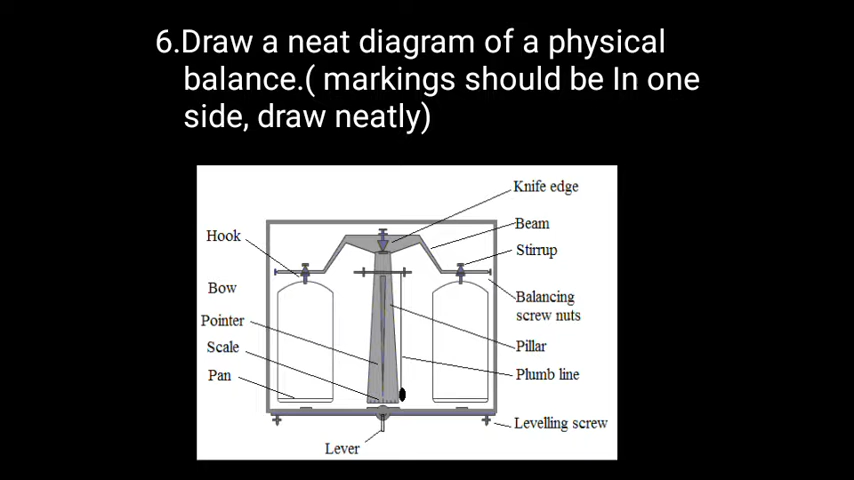 6.Draw a neat diagram of a physical
balance.( markings should be In one
side, draw neatly)
Knife edge
Beam
Hook
Stirrup
Bow
Balancing
screw nuts
Pointer
Scale
Pillar
Pan
Plumb line
Levelling screw
Lever